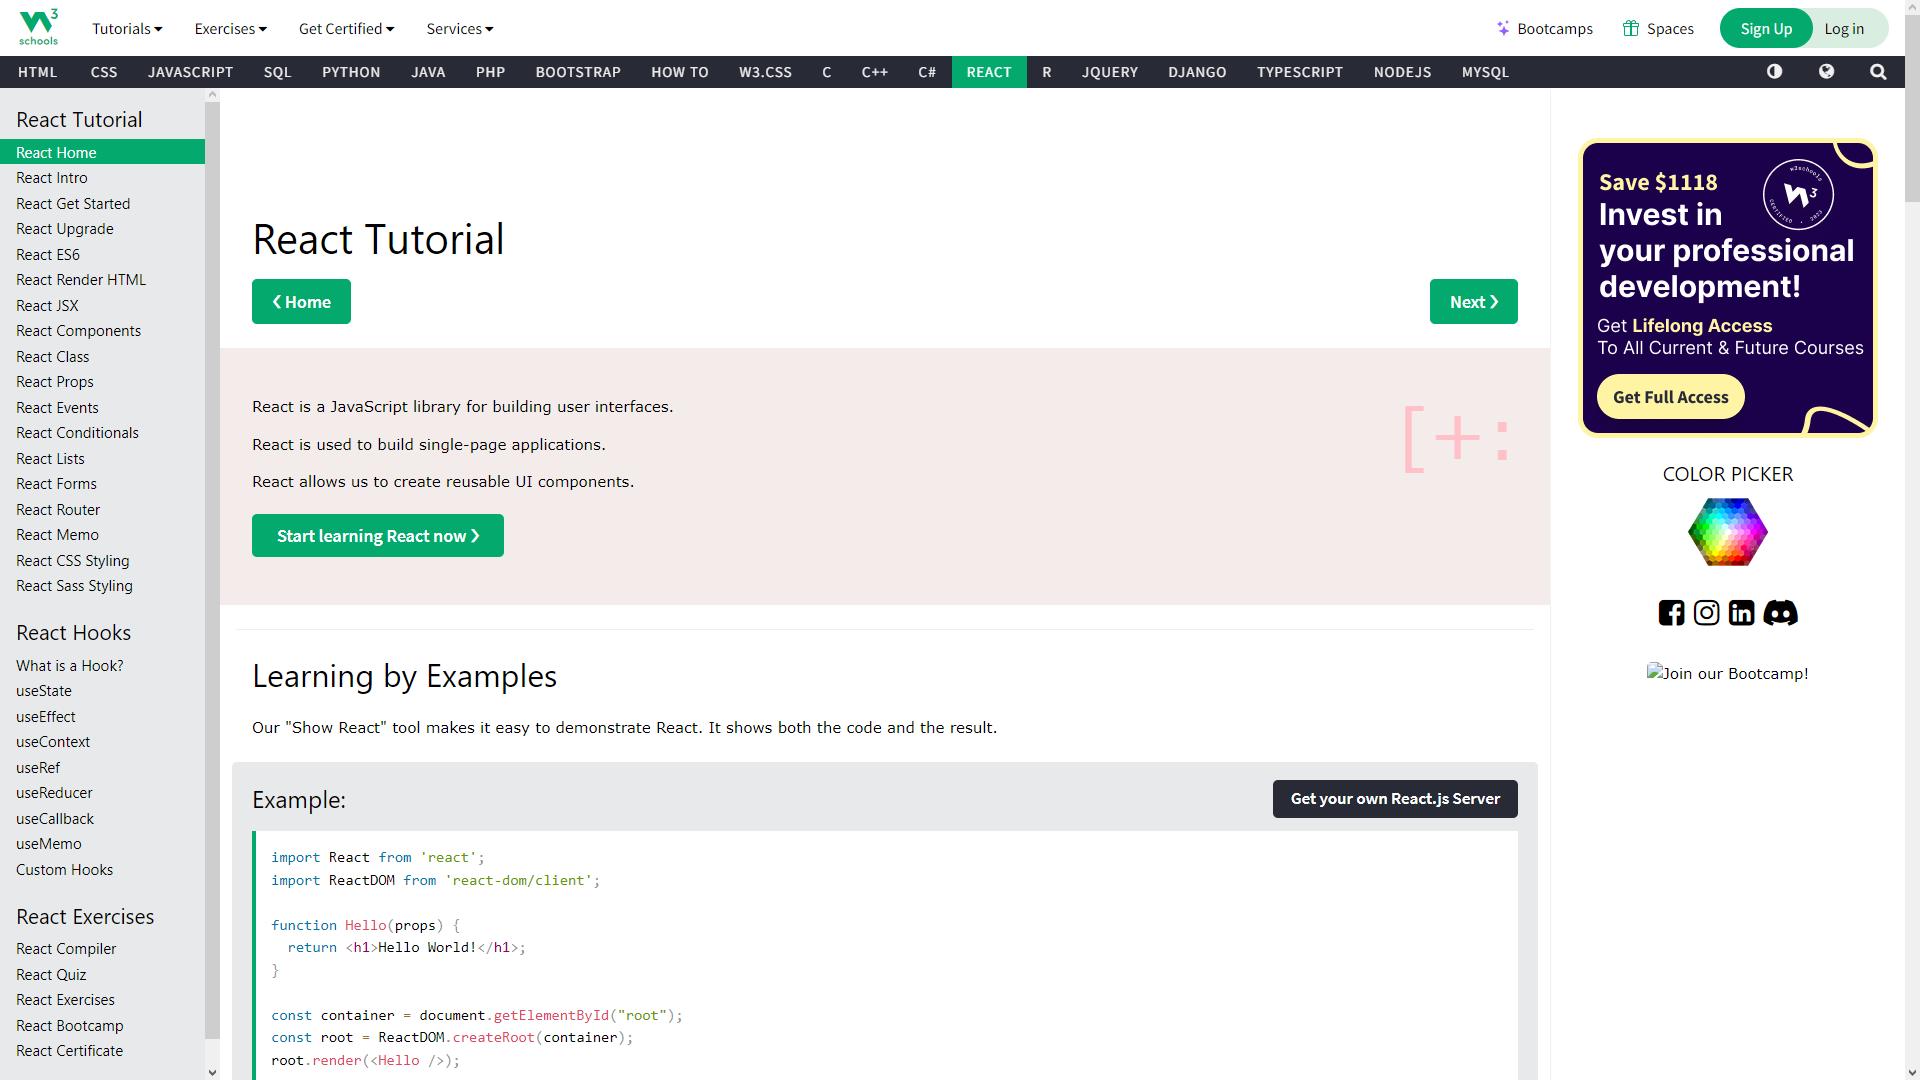 schools
Tutorials
Exercises
Get Certified
Services
Bootcamps
Spaces
Sign Up
Log in
HTML
CSS
JAVASCRIPT
SQL
PYTHON
JAVA
PHP
BOOTSTRAP
HOW TO
W3.CSS
C
C++
C#
REACT
R
JQUERY
DJANGO
TYPESCRIPT
NODEJS
MYSQL
React Tutorial
React Home
React Intro
React Get Started
React Upgrade
React ES6
React Render HTML
React JSX
React Components
React Class
React Props
React Events
React Conditionals
React Lists
React Forms
React Router
React Memo
React CSS Styling
React Sass Styling
React Hooks
What is a Hook?
useState
useEffect
useContext
useRef
useReducer
useCallback
useMemo
Custom Hooks
React Exercises
React Compiler
React Quiz
React Exercises
React Bootcamp
React Certificate
React Tutorial
❮ Home
Next ❯
React is a JavaScript library for building user interfaces.
React is used to build single-page applications.
React allows us to create reusable UI components.
[+:
Start learning React now ❯
Learning by Examples
Our "Show React" tool makes it easy to demonstrate React. It shows both the code and the result.
Example:
Get your own React.js Server
import React from 'react';
import ReactDOM from 'react-dom/client';
function Hello(props) {
return <h1>Hello World!</h1>;
}
const container = document.getElementById("root");
const root = ReactDOM.createRoot(container);
root.render(<Hello />);
Save $1118
w3schools
CERTIFIED . 2023
Invest in
your professional
development!
Get Lifelong Access
To All Current & Future Courses
Get Full Access
COLOR PICKER
Join our Bootcamp!